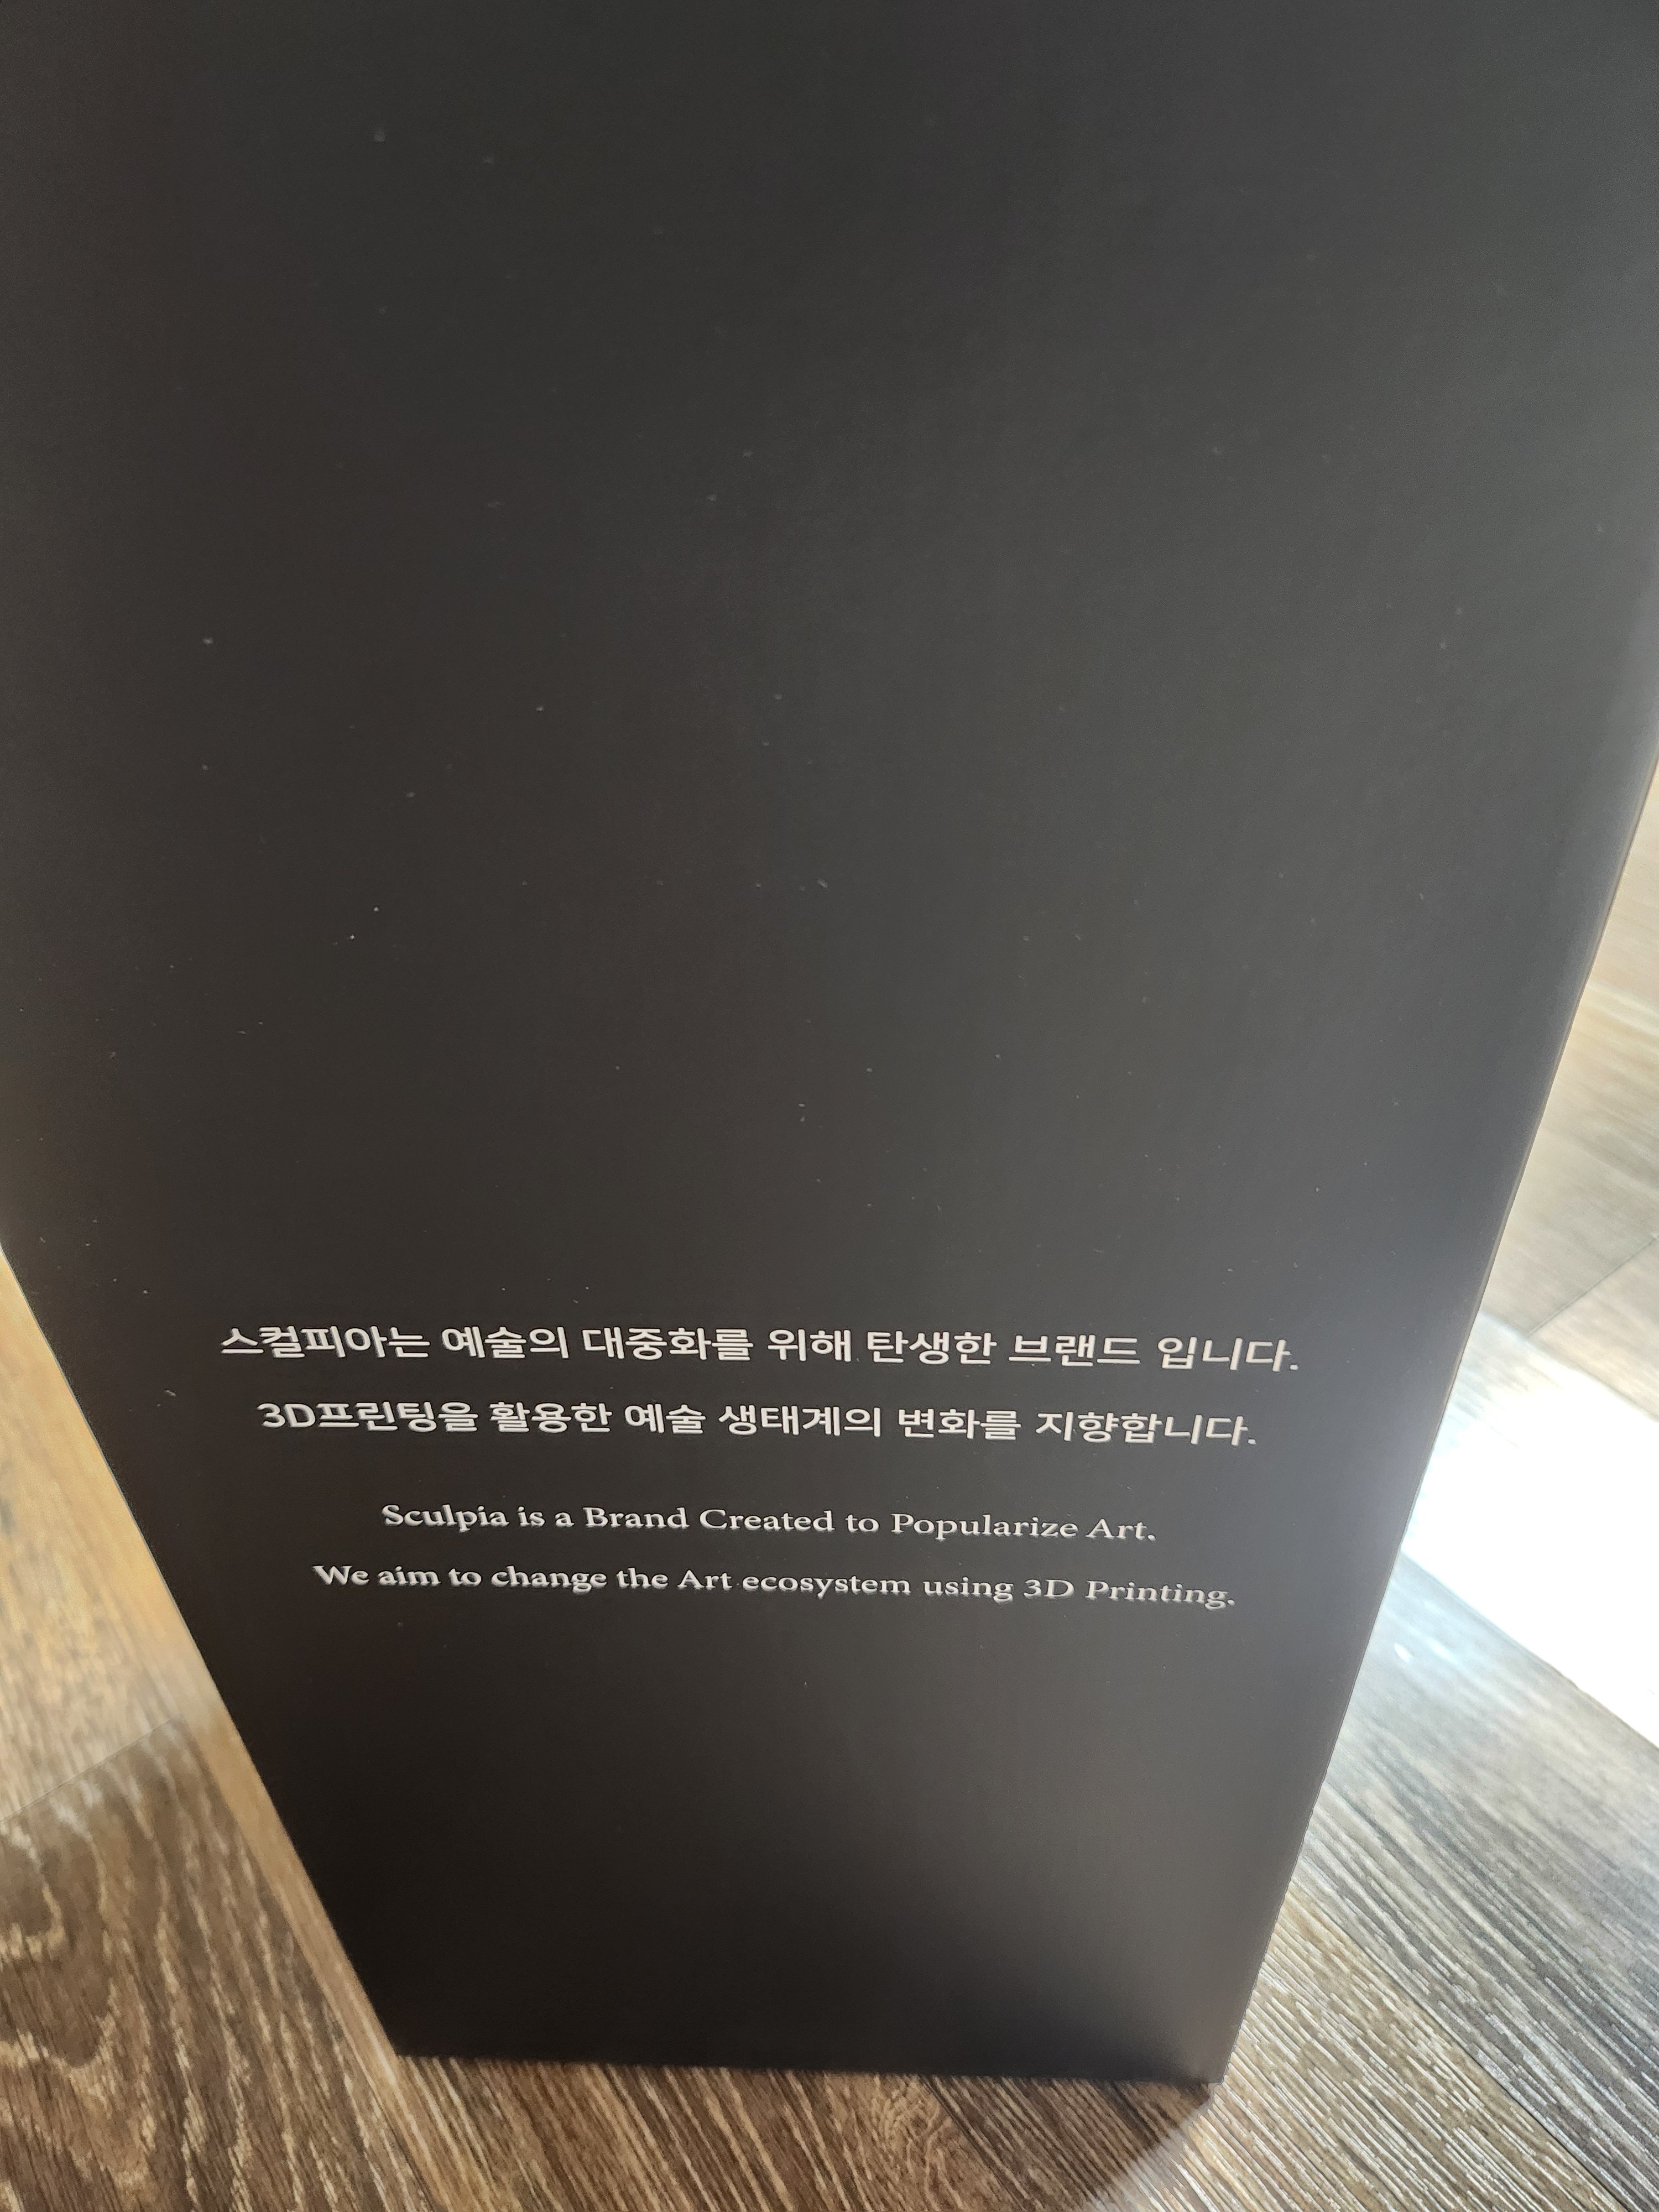 스컬피아는 예술의 대중화를 위해 탄생한 브랜드 입니다.
3D프린팅을 활용한 예술 생태계의 변화를 지향합니다.
Sculpia is a Brand Created to Popularize Art.
We aim to change the Art ecosystem using 3D Printing.